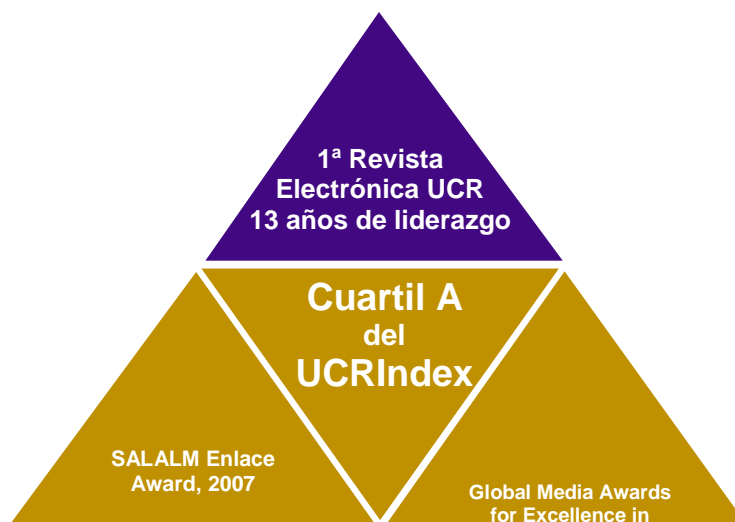 1ª Revista
Electrónica UCR
13 años de liderazgo
Cuartil A
del
UCRIndex
SALALM Enlace
Award, 2007
Global Media Awards
for Excellence in